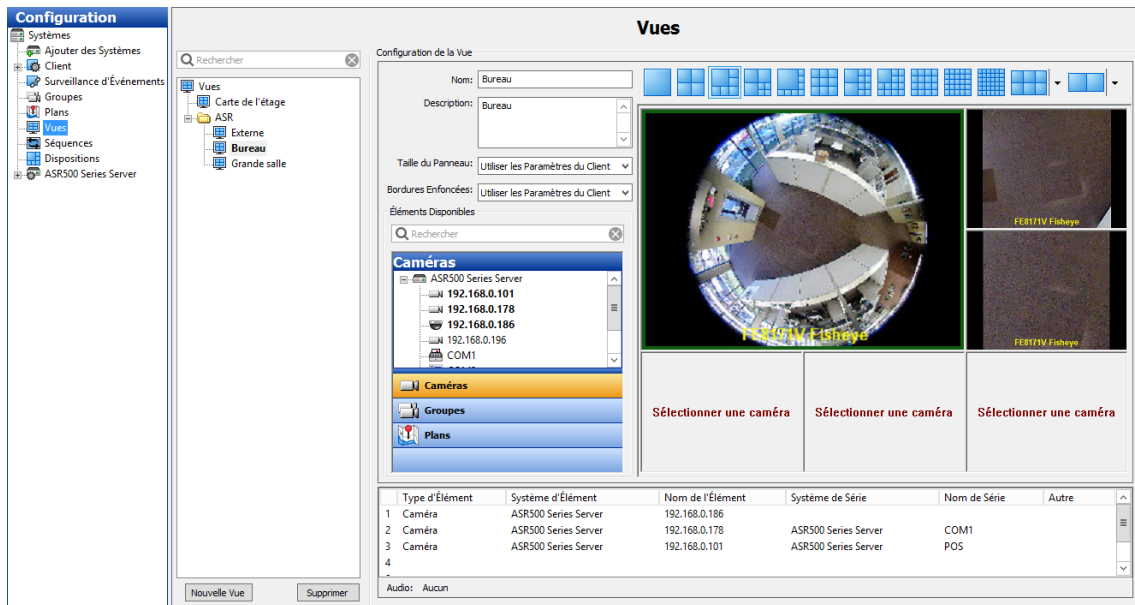 Configuration
Systèmes
Ajouter des Systèmes
Client
Surveillance d'Événements
Groupes
Plans
Vues
Séquences
Dispositions
ASR500 Series Server
Vues
Rechercher
Vues
Carte de l'étage
ASR
Externe
Bureau
Grande salle
Nouvelle Vue
Supprimer
Configuration de la Vue
Nom: Bureau
Description: Bureau
Taille du Panneau: Utiliser les Paramètres du Client
Bordures Enfoncées: Utiliser les Paramètres du Client
Éléments Disponibles
Rechercher
Caméras
ASR500 Series Server
192.168.0.101
192.168.0.178
192.168.0.186
192.168.0.196
COM1
Caméras
Groupes
Plans
FE8171V Fisheye
FE8171V Fisheye
FE8171V Fisheye
Sélectionner une caméra
Sélectionner une caméra
Sélectionner une caméra
Type d'Élément Système d'Élément Nom de l'Élément Système de Série Nom de Série Autre
1 Caméra ASR500 Series Server 192.168.0.186
2 Caméra ASR500 Series Server 192.168.0.178 ASR500 Series Server COM1
3 Caméra ASR500 Series Server 192.168.0.101 ASR500 Series Server POS
4
Audio: Aucun